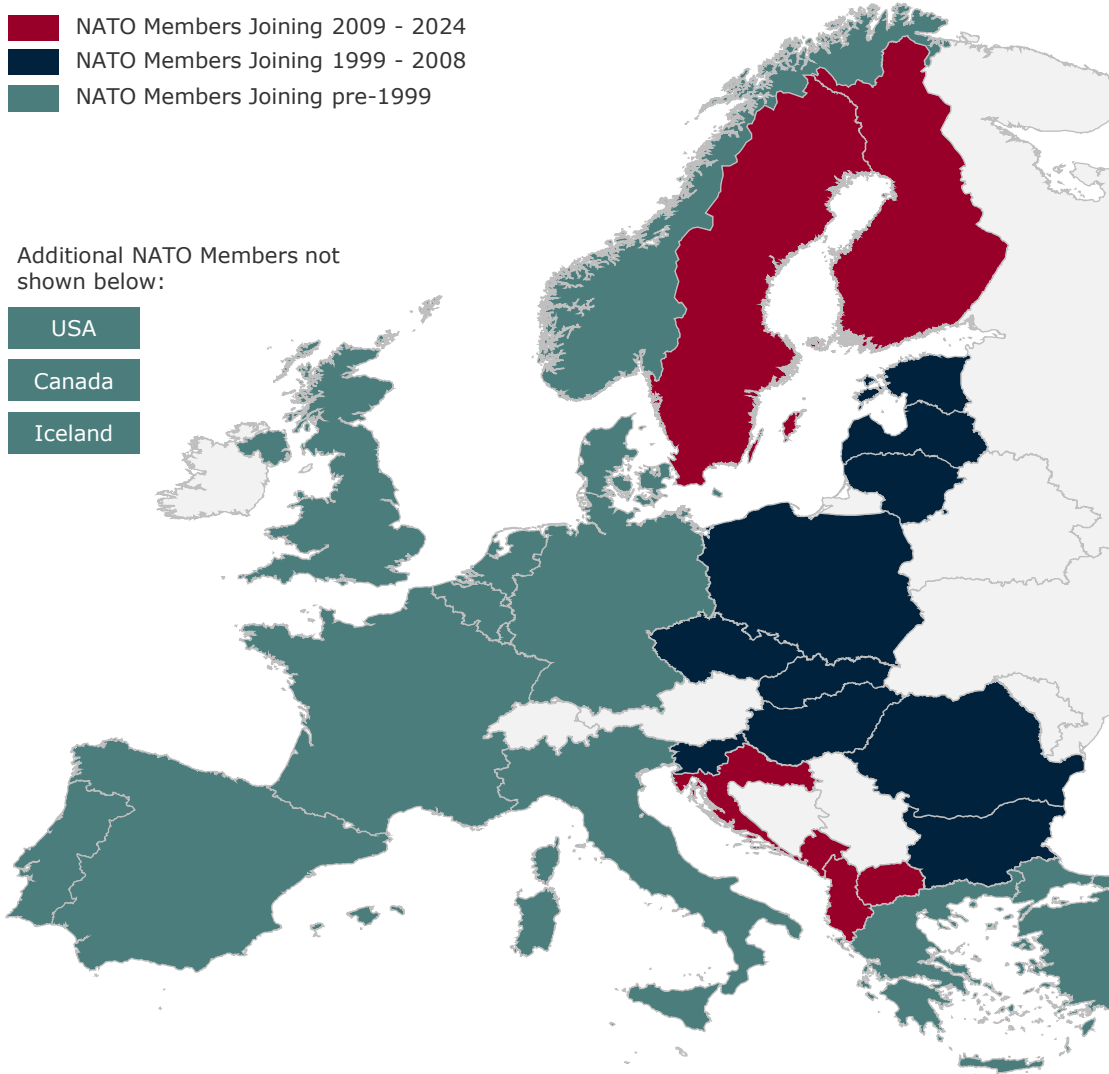 NATO Members Joining 2009 - 2024
NATO Members Joining 1999 - 2008
NATO Members Joining pre-1999
Additional NATO Members not
shown below:
USA
Canada
Iceland